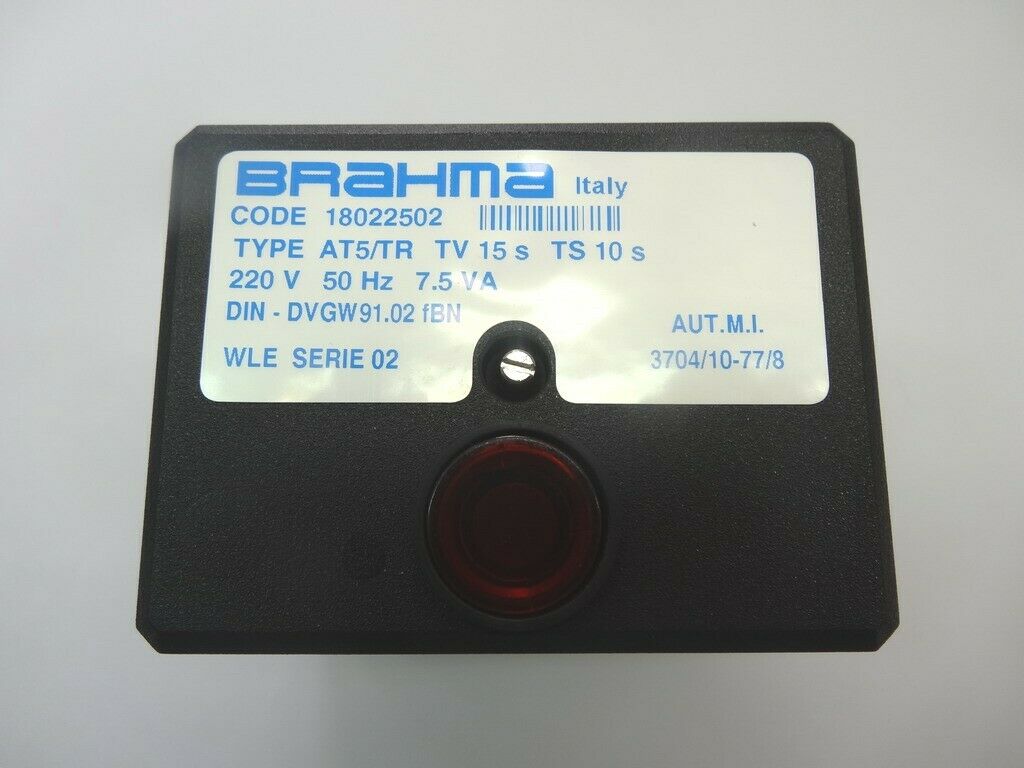 BRAHMA Italy
CODE 18022502
TYPE AT5/TR TV 15 s TS 10 s
220 V 50 Hz 7.5 VA
DIN - DVGW91.02 fBN
AUT.M.I.
WLE SERIE 02
3704/10-77/8